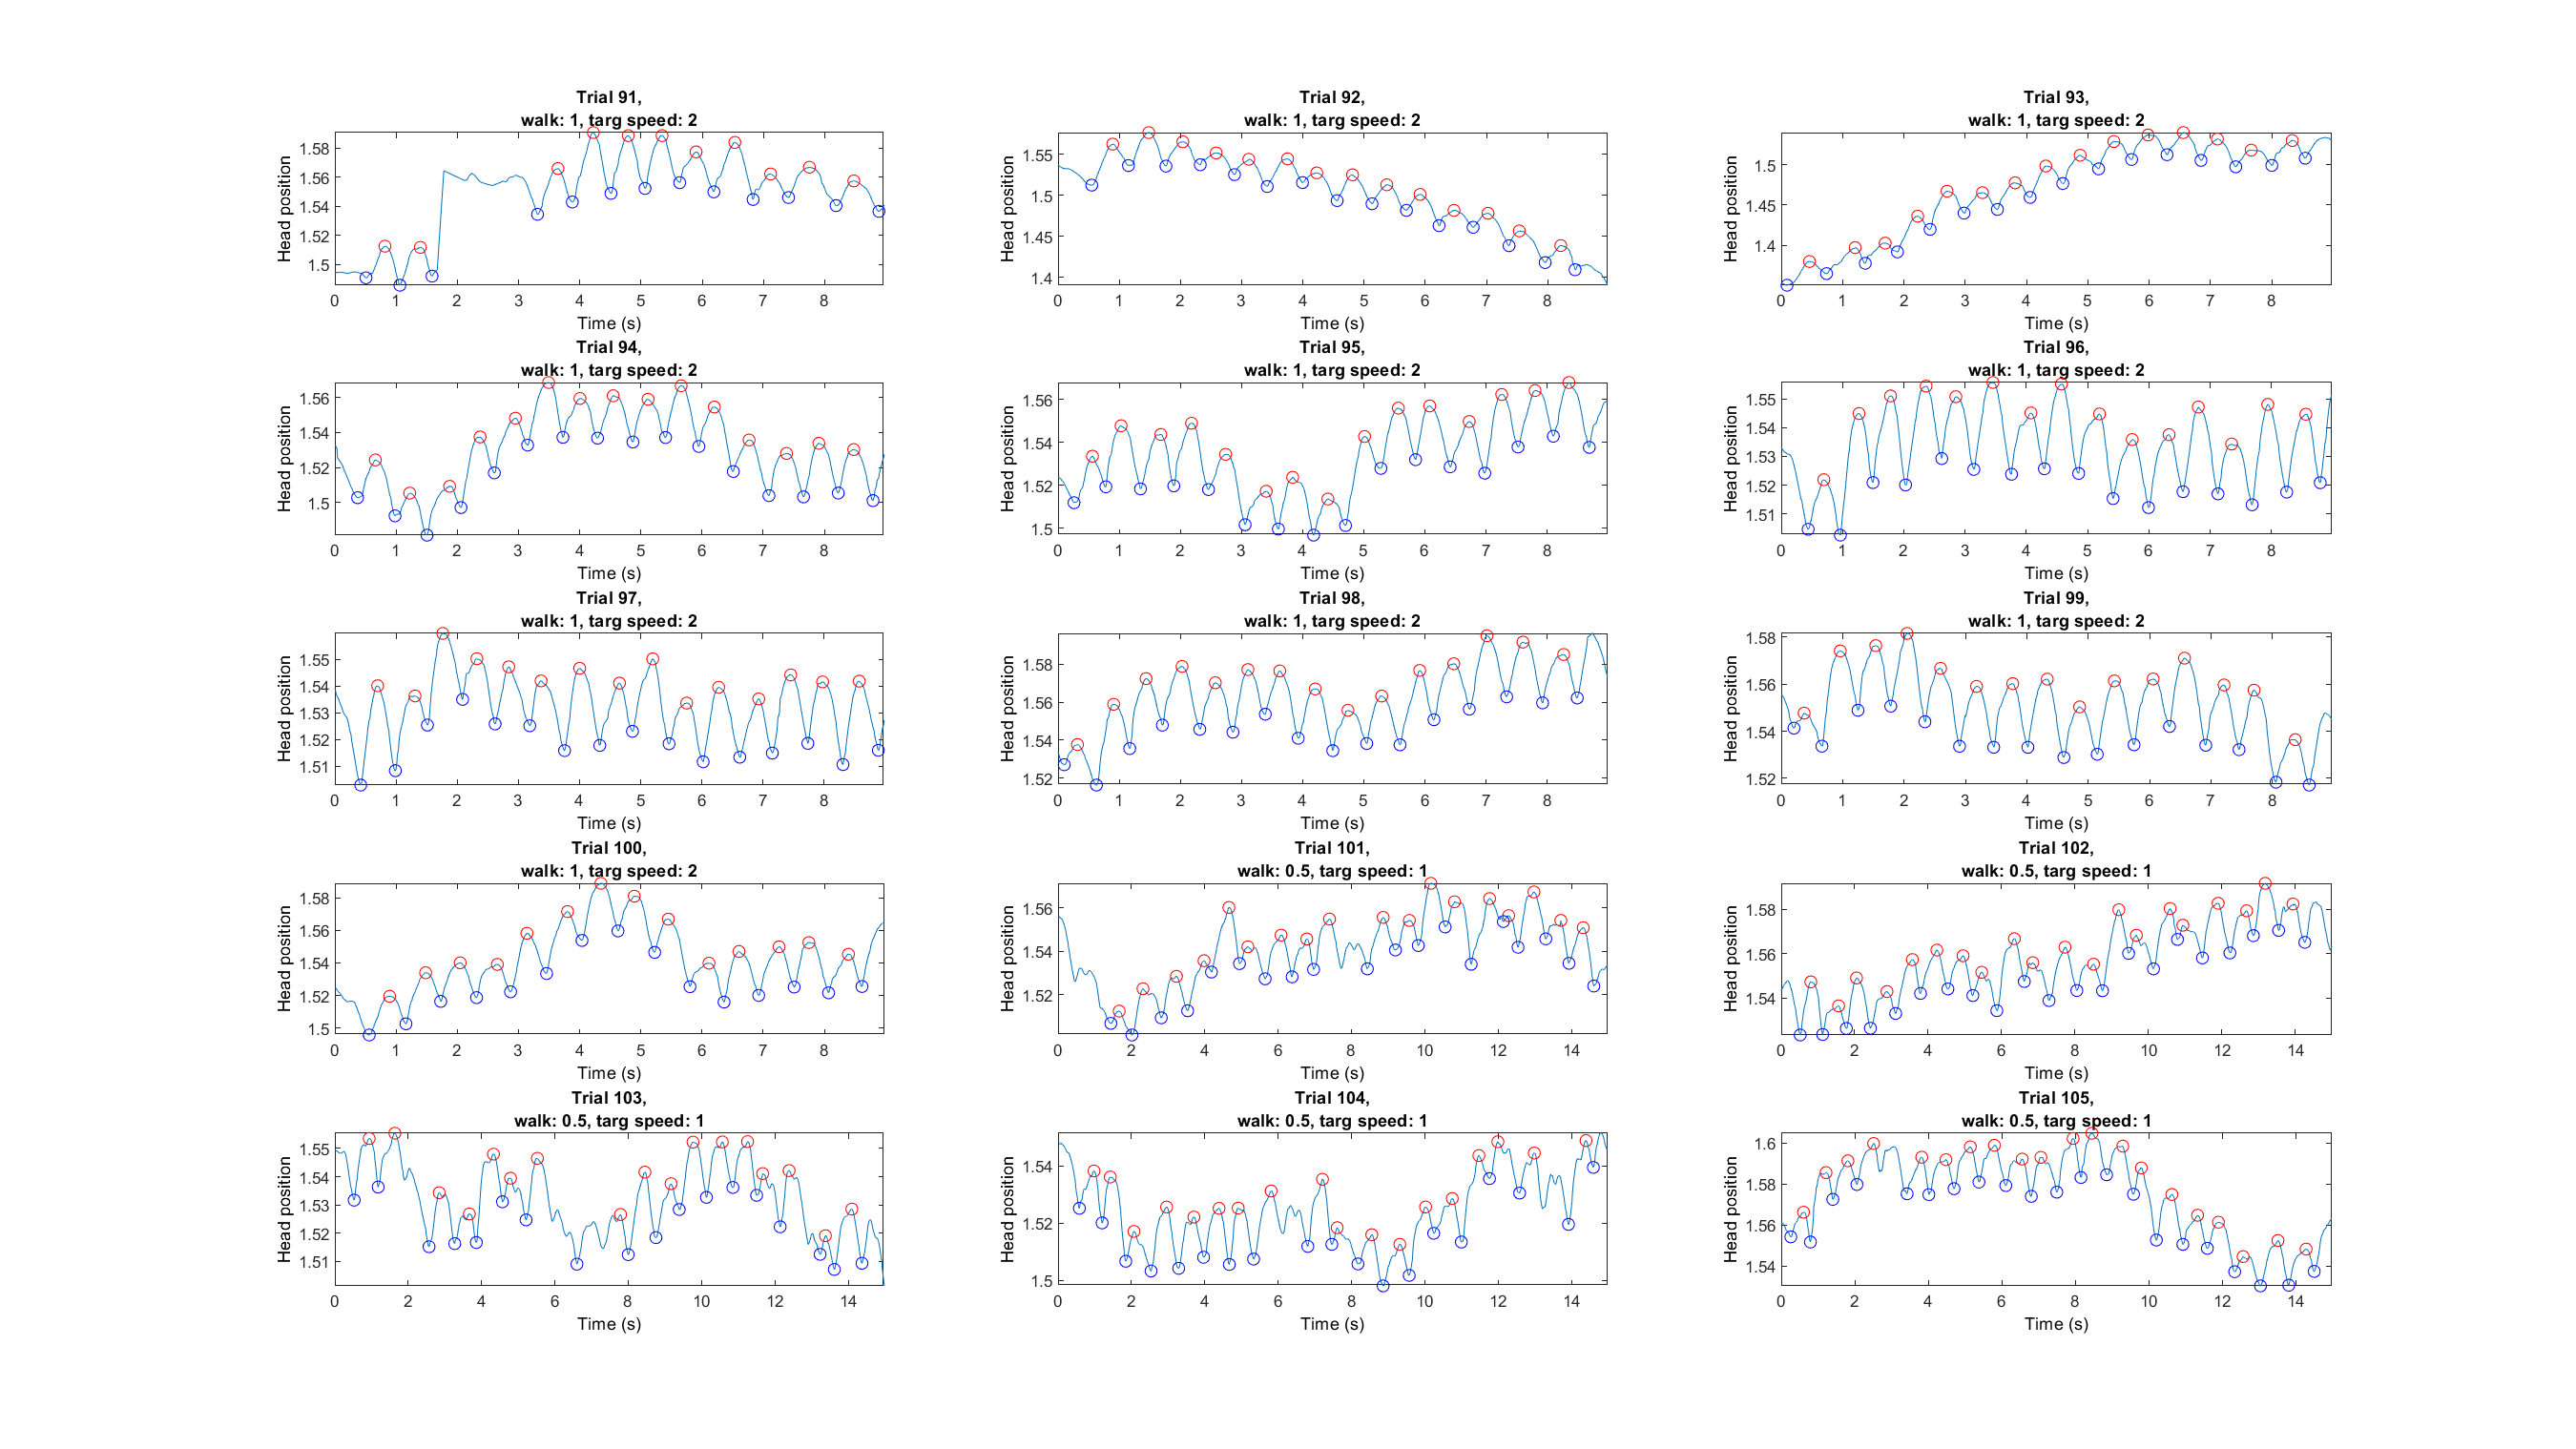 Trial 91,
walk: 1, targ speed: 2
Head position
1.58
1.56
1.54
1.52
1.5
0 1 2 3 4 5 6 7 8
Time (s)
Trial 92,
walk: 1, targ speed: 2
Head position
1.55
1.5
1.45
1.4
0 1 2 3 4 5 6 7 8
Time (s)
Trial 93,
walk: 1, targ speed: 2
Head position
1.5
1.45
1.4
0 1 2 3 4 5 6 7 8
Time (s)
Trial 94,
walk: 1, targ speed: 2
Head position
1.56
1.54
1.52
1.5
0 1 2 3 4 5 6 7 8
Time (s)
Trial 95,
walk: 1, targ speed: 2
Head position
1.56
1.54
1.52
1.5
0 1 2 3 4 5 6 7 8
Time (s)
Trial 96,
walk: 1, targ speed: 2
Head position
1.55
1.54
1.53
1.52
1.51
0 1 2 3 4 5 6 7 8
Time (s)
Trial 97,
walk: 1, targ speed: 2
Head position
1.55
1.54
1.53
1.52
1.51
0 1 2 3 4 5 6 7 8
Time (s)
Trial 98,
walk: 1, targ speed: 2
Head position
1.58
1.56
1.54
1.52
0 1 2 3 4 5 6 7 8
Time (s)
Trial 99,
walk: 1, targ speed: 2
Head position
1.58
1.56
1.54
1.52
0 1 2 3 4 5 6 7 8
Time (s)
Trial 100,
walk: 1, targ speed: 2
Head position
1.58
1.56
1.54
1.52
1.5
0 1 2 3 4 5 6 7 8
Time (s)
Trial 101,
walk: 0.5, targ speed: 1
Head position
1.56
1.54
1.52
0 2 4 6 8 10 12 14
Time (s)
Trial 102,
walk: 0.5, targ speed: 1
Head position
1.58
1.56
1.54
0 2 4 6 8 10 12 14
Time (s)
Trial 103,
walk: 0.5, targ speed: 1
Head position
1.55
1.54
1.53
1.52
1.51
0 2 4 6 8 10 12 14
Time (s)
Trial 104,
walk: 0.5, targ speed: 1
Head position
1.54
1.52
1.5
0 2 4 6 8 10 12 14
Time (s)
Trial 105,
walk: 0.5, targ speed: 1
Head position
1.6
1.58
1.56
1.54
0 2 4 6 8 10 12 14
Time (s)